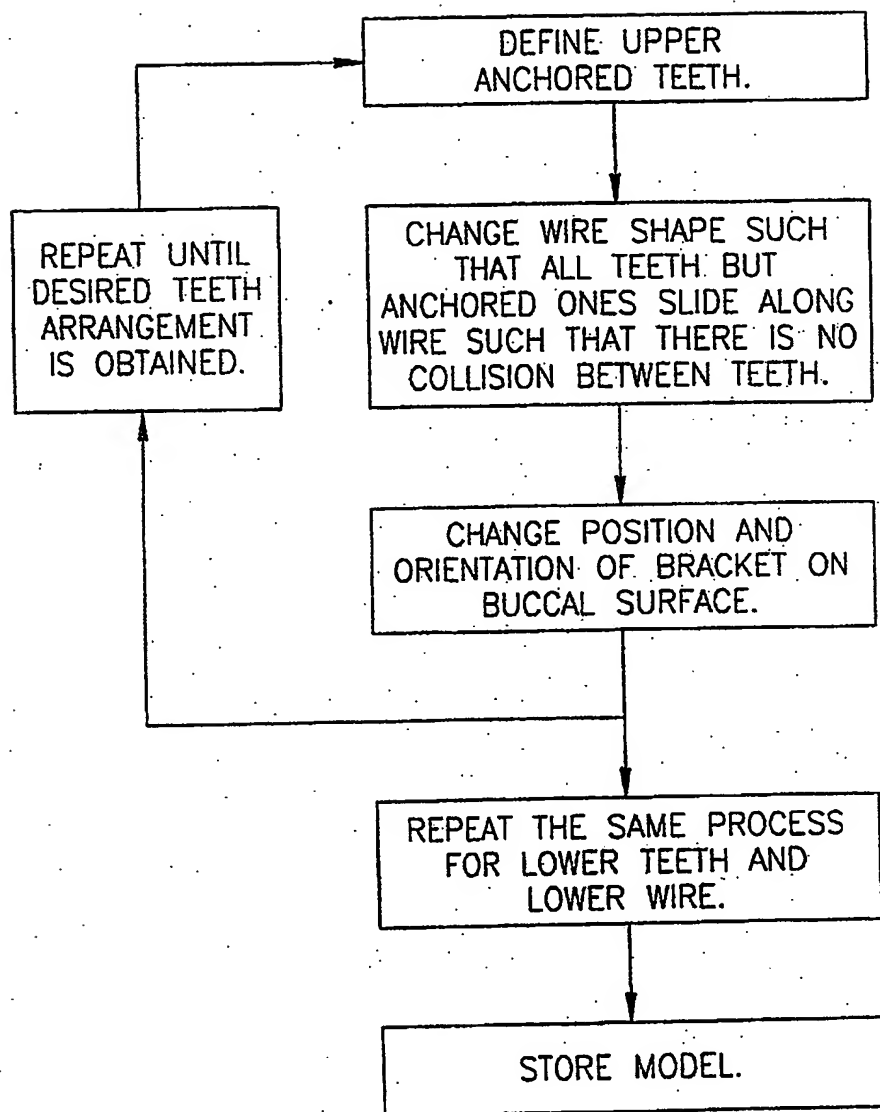 DEFINE UPPER
ANCHORED TEETH.
CHANGE WIRE SHAPE SUCH
THAT ALL TEETH BUT
ANCHORED ONES SLIDE ALONG
WIRE SUCH THAT THERE IS NO
COLLISION BETWEEN TEETH.
CHANGE POSITION AND
ORIENTATION OF BRACKET ON
BUCCAL SURFACE.
REPEAT UNTIL
DESIRED TEETH
ARRANGEMENT
IS OBTAINED.
REPEAT THE SAME PROCESS
FOR LOWER TEETH AND
LOWER WIRE.
STORE MODEL.